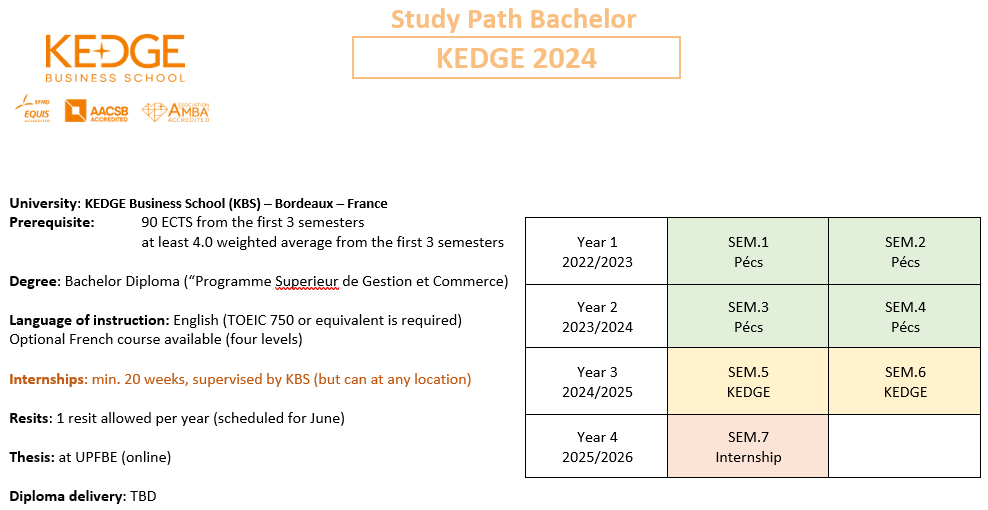 Study Path Bachelor
KEDGE 2024
KEDGE
BUSINESS SCHOOL
EFMD
EQUIS
ACCREDITED
AACSB
ACCREDITED
ASSOCIATION
AMBA
ACCREDITED
University: KEDGE Business School (KBS) – Bordeaux – France
Prerequisite: 90 ECTS from the first 3 semesters
at least 4.0 weighted average from the first 3 semesters
Degree: Bachelor Diploma (“Programme Superieur de Gestion et Commerce)
Language of instruction: English (TOEIC 750 or equivalent is required)
Optional French course available (four levels)
Internships: min. 20 weeks, supervised by KBS (but can at any location)
Resits: 1 resit allowed per year (scheduled for June)
Thesis: at UPFBE (online)
Diploma delivery: TBD
Year 1 SEM.1 SEM.2
2022/2023 Pécs Pécs
Year 2 SEM.3 SEM.4
2023/2024 Pécs Pécs
Year 3 SEM.5 SEM.6
2024/2025 KEDGE KEDGE
Year 4 SEM.7
2025/2026 Internship